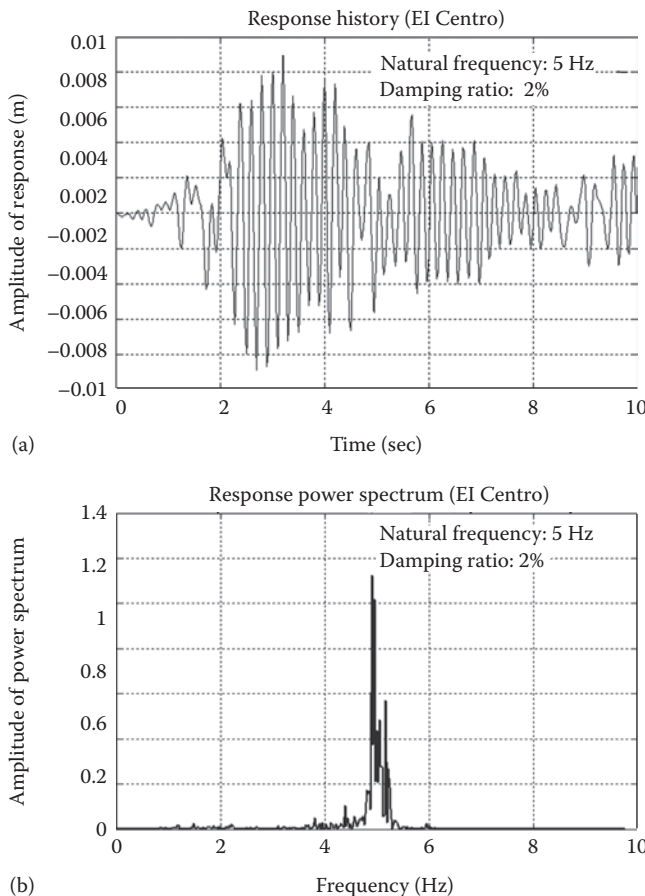 Response history (EI Centro)
Natural frequency: 5 Hz
Damping ratio: 2%
Amplitude of response (m)
0.01
0.008
0.006
0.004
0.002
−0.002
−0.004
−0.006
−0.008
−0.01
0 2 4 6 8 10
(a)
Time (sec)
Response power spectrum (EI Centro)
Natural frequency: 5 Hz
Damping ratio: 2%
Amplitude of power spectrum
1.4
1.2
1
0.8
0.6
0.2
0
0 2 4 6 8 10
(b)
Frequency (Hz)